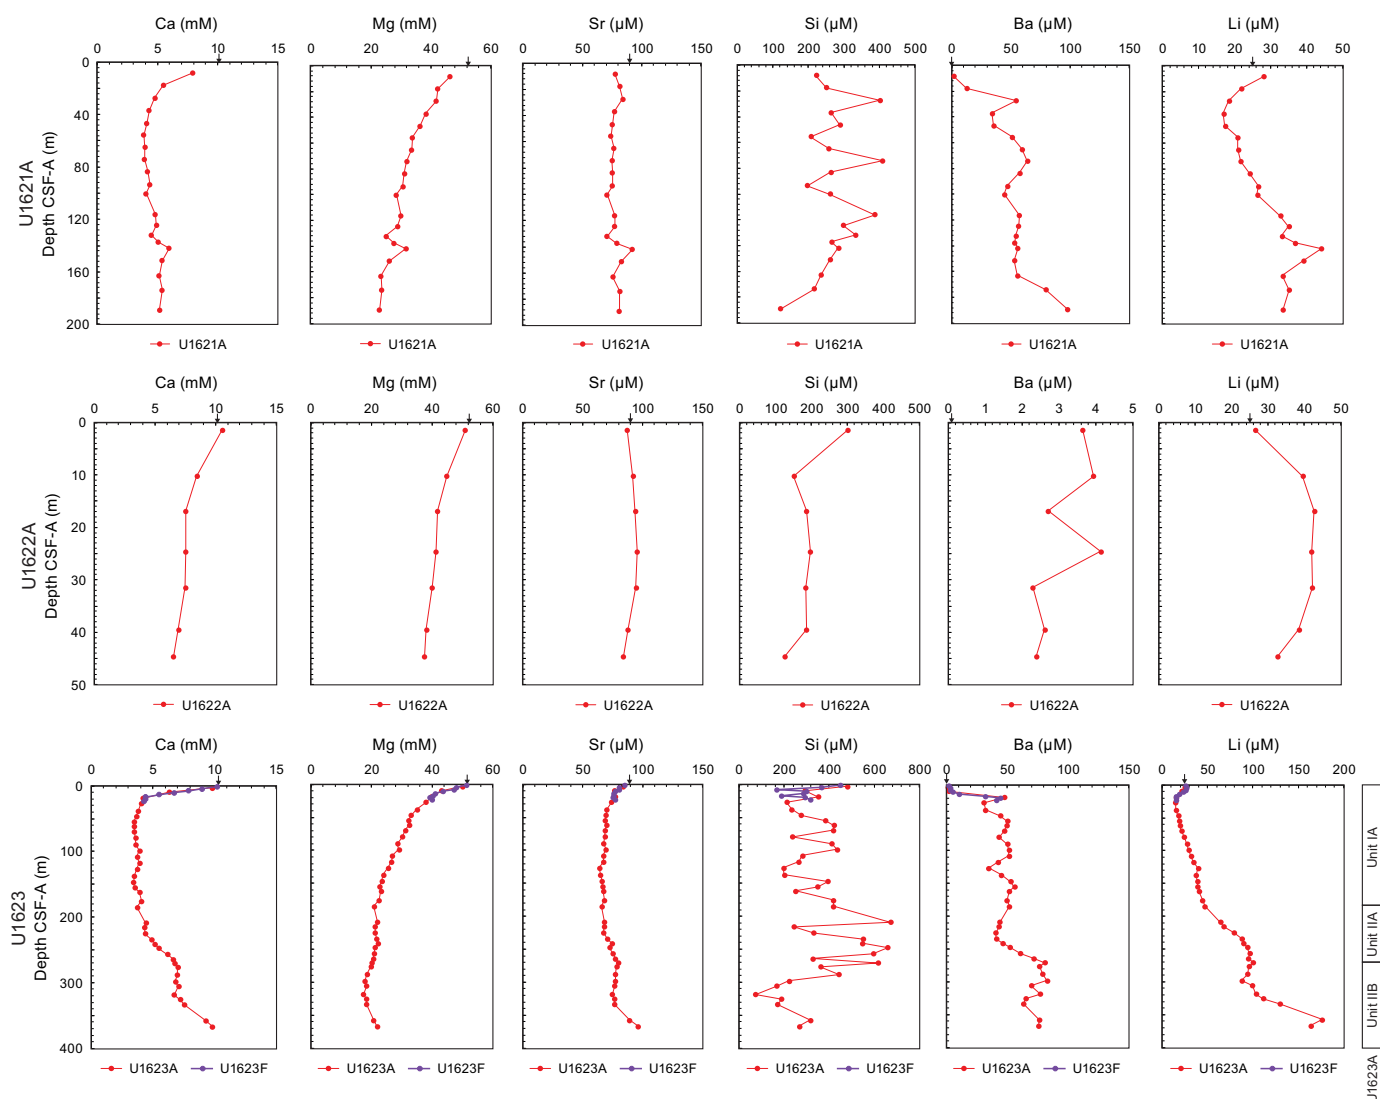 Ca (mM) Mg (mM) Sr (µM) Si (µM) Ba (µM) Li (µM)
0 5 10 15 0 20 40 60 0 50 100 150 0 100 200 300 400 500 0 50 100 150 0 10 20 30 40 50
0
40
80
120
160
200
U1621A
Depth CSF-A (m)
U1621A U1621A U1621A U1621A U1621A U1621A
Ca (mM) Mg (mM) Sr (µM) Si (µM) Ba (µM) Li (µM)
0 5 10 15 0 20 40 60 0 50 100 150 0 100 200 300 400 500 0 1 2 3 4 5 0 10 20 30 40 50
0
10
20
30
40
50
U1622A
Depth CSF-A (m)
U1622A U1622A U1622A U1622A U1622A U1622A
Ca (mM) Mg (mM) Sr (µM) Si (µM) Ba (µM) Li (µM)
0 5 10 15 0 20 40 60 0 50 100 150 0 200 400 600 800 0 50 100 150 0 50 100 150 200
0
100
200
300
400
U1623
Depth CSF-A (m)
Unit IA
Unit IIA
Unit IIB
U1623A
U1623A U1623F U1623A U1623F U1623A U1623F U1623A U1623F U1623A U1623F U1623A U1623F